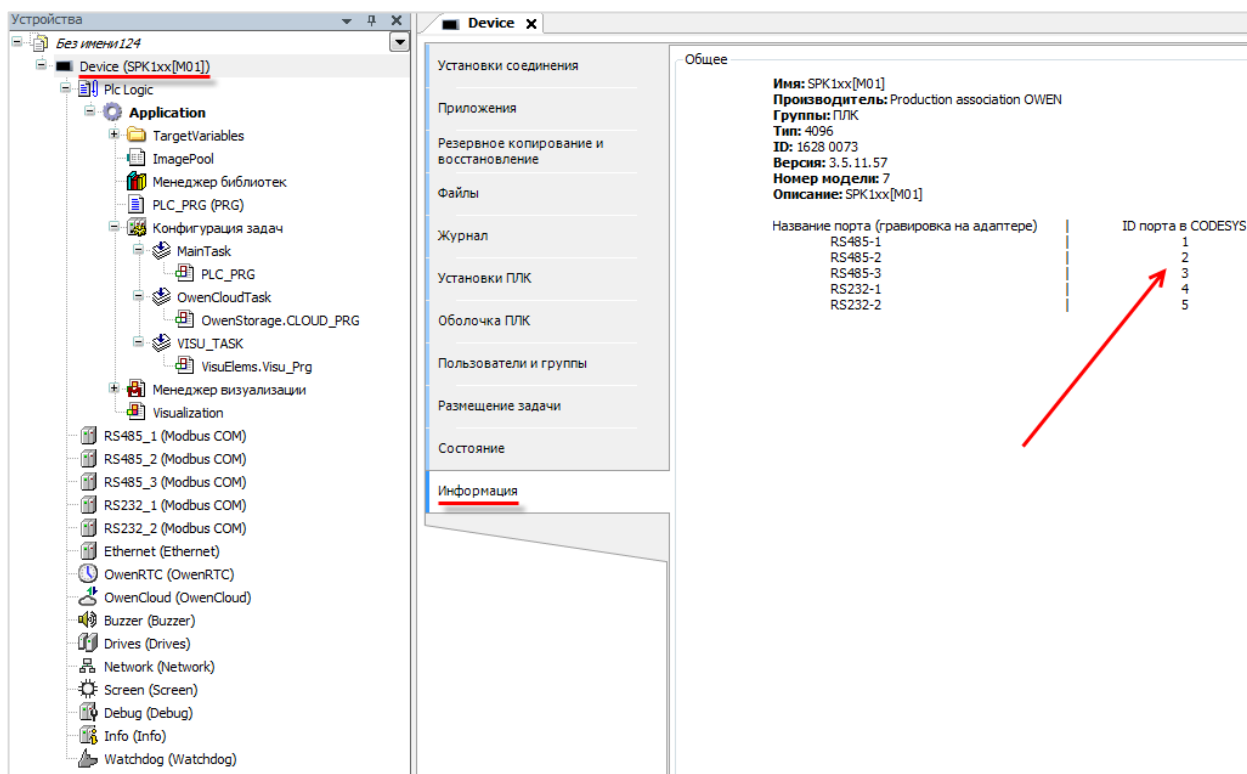 Устройства
Без имени124
Device (SPK1xx[M01])
Plc Logic
Application
TargetVariables
ImagePool
Менеджер библиотек
PLC_PRG (PRG)
Конфигурация задач
MainTask
PLC_PRG
OwenCloudTask
OwenStorage.CLOUD_PRG
VISU_TASK
VisuElems.Visu_Prg
Менеджер визуализации
Visualization
RS485_1 (Modbus COM)
RS485_2 (Modbus COM)
RS485_3 (Modbus COM)
RS232_1 (Modbus COM)
RS232_2 (Modbus COM)
Ethernet (Ethernet)
OwenRTC (OwenRTC)
OwenCloud (OwenCloud)
Buzzer (Buzzer)
Drives (Drives)
Network (Network)
Screen (Screen)
Debug (Debug)
Info (Info)
Watchdog (Watchdog)
Device
Установки соединения
Приложения
Резервное копирование и
восстановление
Файлы
Журнал
Установки ПЛК
Оболочка ПЛК
Пользователи и группы
Размещение задачи
Состояние
Информация
Общее
Имя: SPK1xx[M01]
Производитель: Production association OWEN
Группы: ПЛК
Тип: 4096
ID: 1628 0073
Версия: 3.5.11.57
Номер модели: 7
Описание: SPK1xx[M01]
Название порта (гравировка на адаптере) | ID порта в CODESYS
RS485-1 | 1
RS485-2 | 2
RS485-3 | 3
RS232-1 | 4
RS232-2 | 5